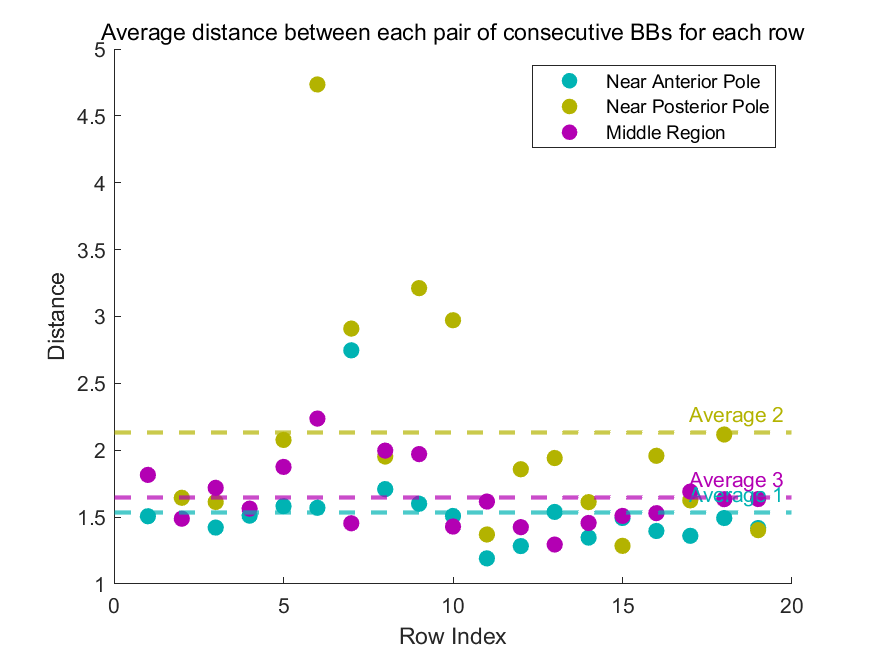 Average distance between each pair of consecutive BBs for each row
Near Anterior Pole
Near Posterior Pole
Middle Region
Distance
5
4.5
4
3.5
3
2.5
2
1.5
1
Average 2
Average 3
Average 1
0
5
10
15
20
Row Index